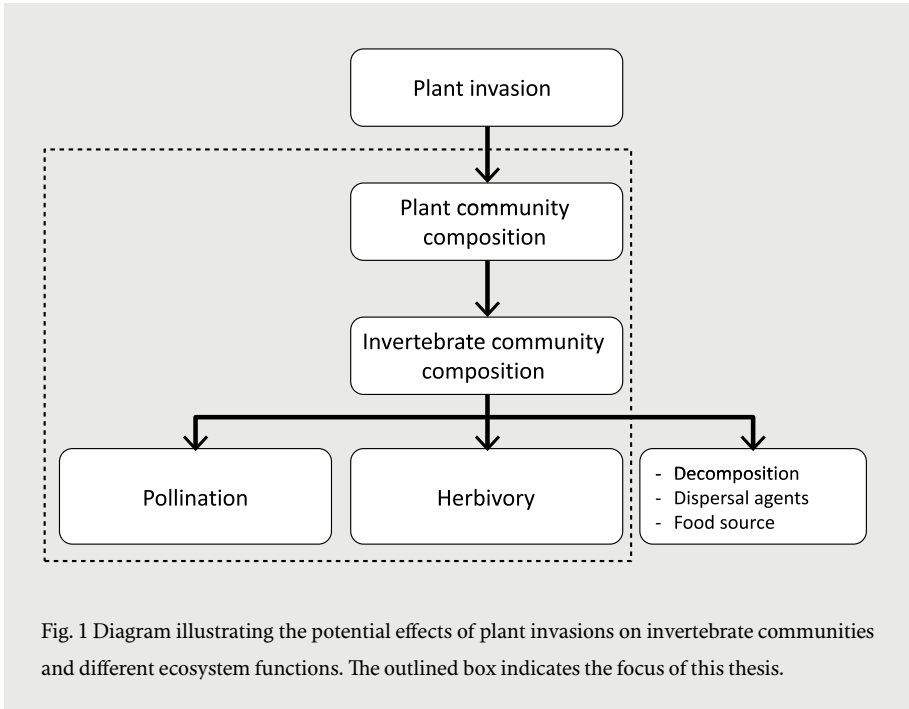 Plant invasion
Plant community
composition
Invertebrate community
composition
Pollination
Herbivory
- Decomposition
- Dispersal agents
- Food source
Fig. 1 Diagram illustrating the potential effects of plant invasions on invertebrate communities
and different ecosystem functions. The outlined box indicates the focus of this thesis.